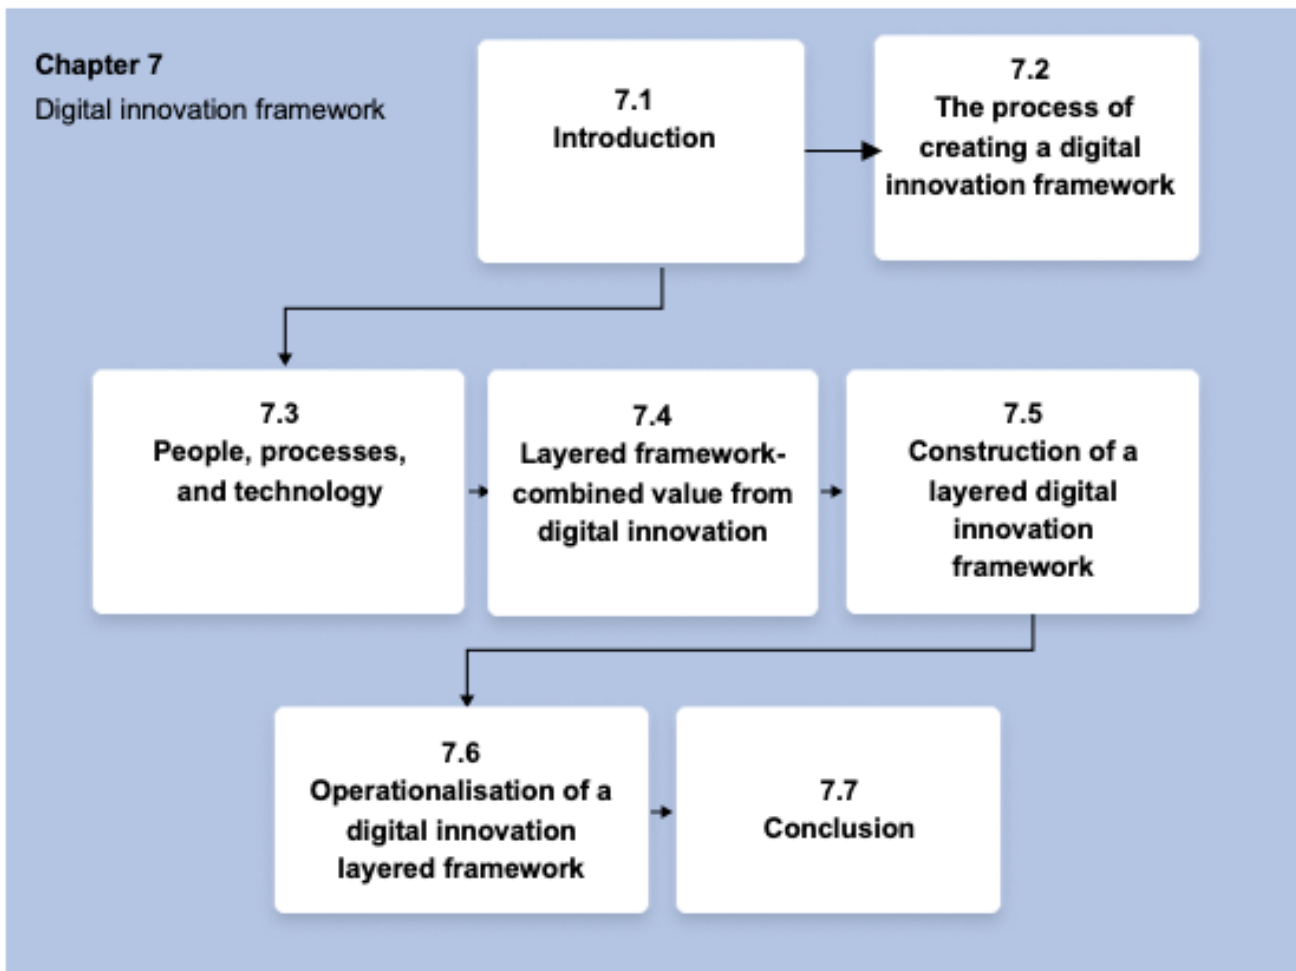 Chapter 7
Digital innovation framework
7.1
Introduction
7.2
The process of
creating a digital
innovation framework
7.3
People, processes,
and technology
7.4
Layered framework-
combined value from
digital innovation
7.5
Construction of a
layered digital
innovation
framework
7.6
Operationalisation of a
digital innovation
layered framework
7.7
Conclusion